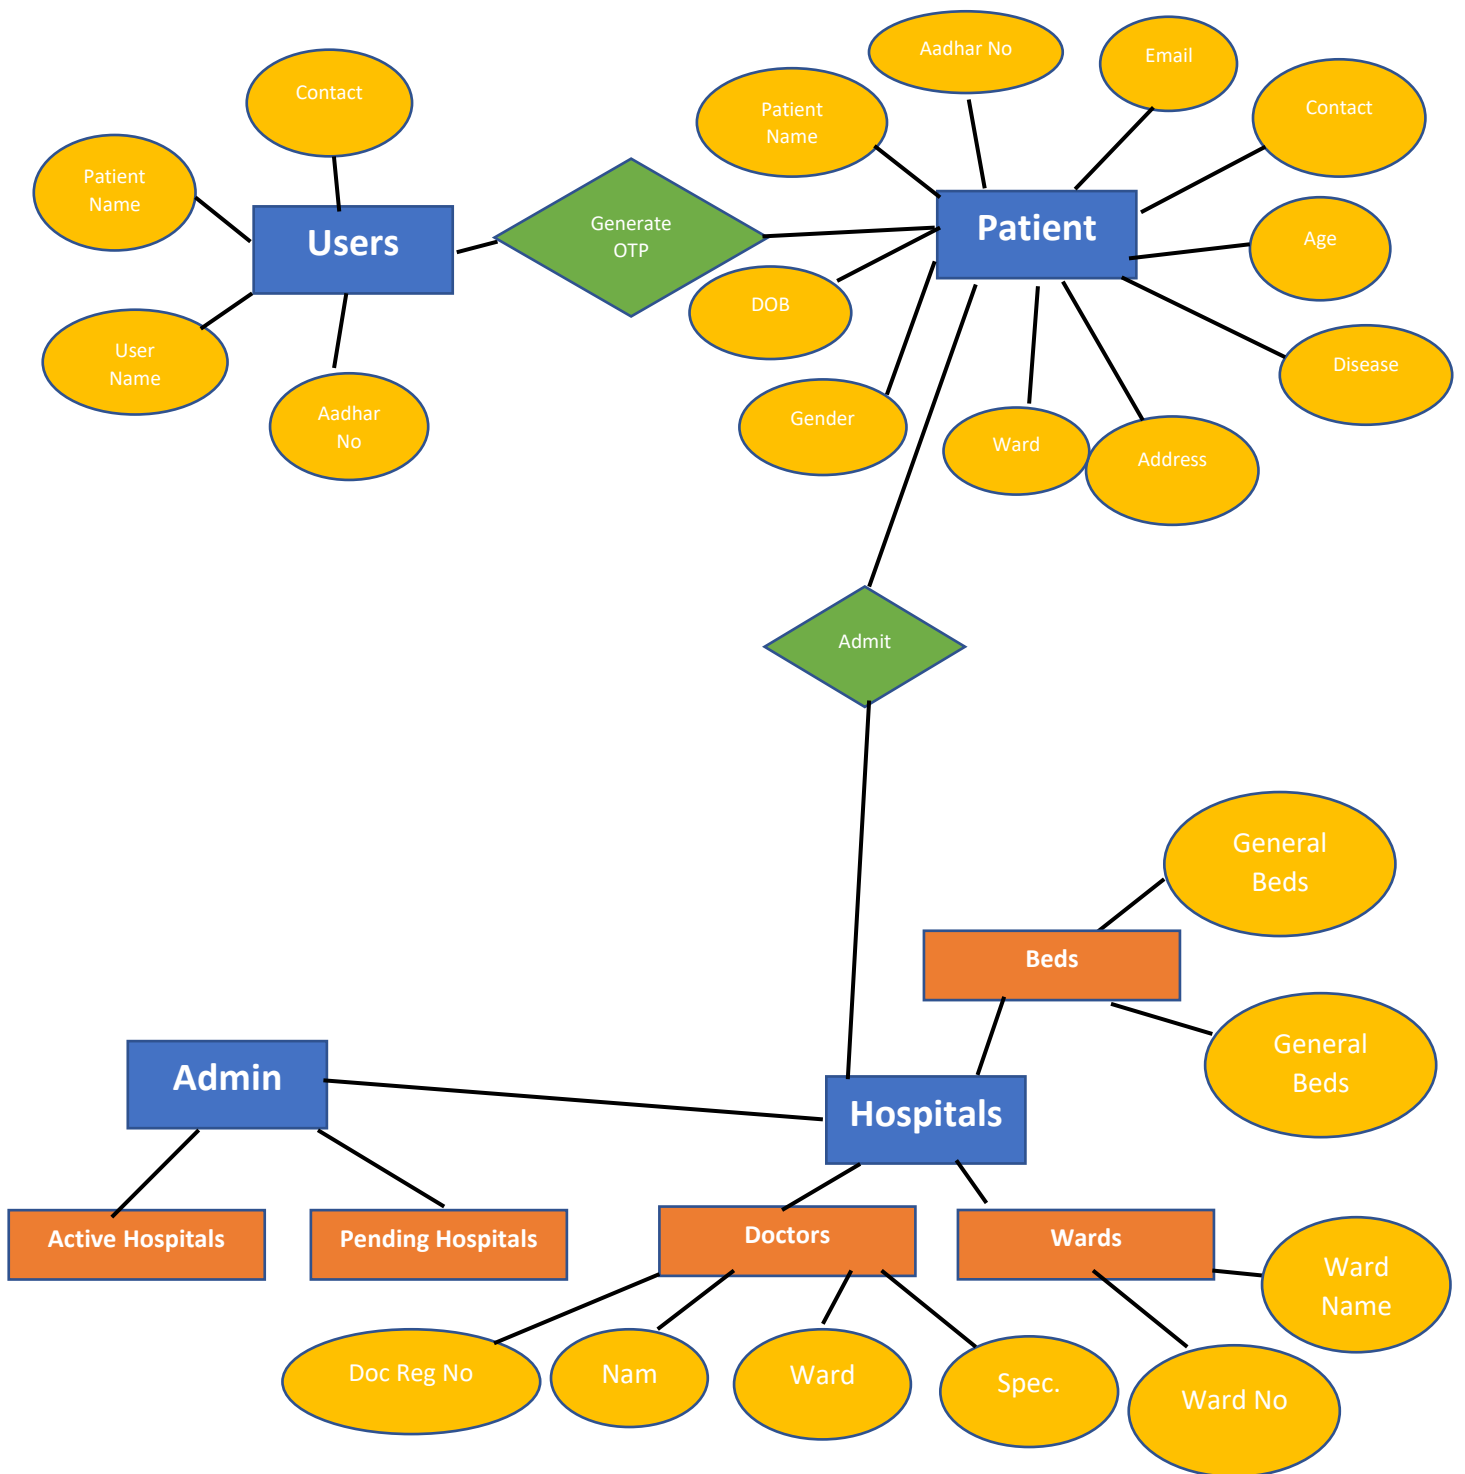 Aadhar No
Email
Contact
Patient
Name
Contact
Patient
Name
Users
Generate
OTP
Patient
Age
DOB
User
Name
Aadhar
No
Gender
Ward
Address
Disease
Admit
General
Beds
Beds
General
Beds
Admin
Hospitals
Active Hospitals
Pending Hospitals
Doctors
Wards
Ward
Name
Doc Reg No
Nam
Ward
Spec.
Ward No